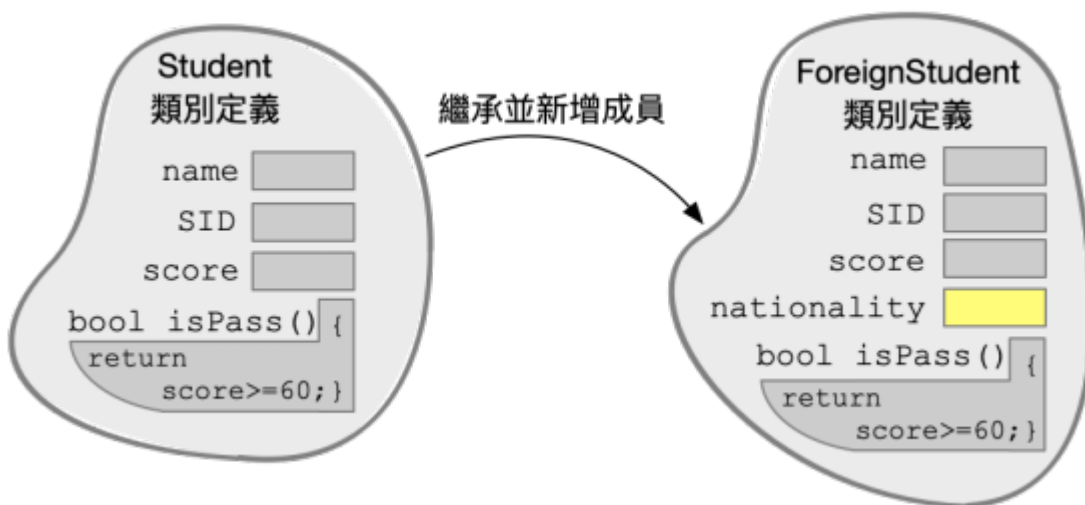 Student
類別定義
name
SID
score
bool isPass() {
return
score>=60;}
繼承並新增成員
ForeignStudent
類別定義
name
SID
score
nationality
bool isPass() {
return
score>=60;}